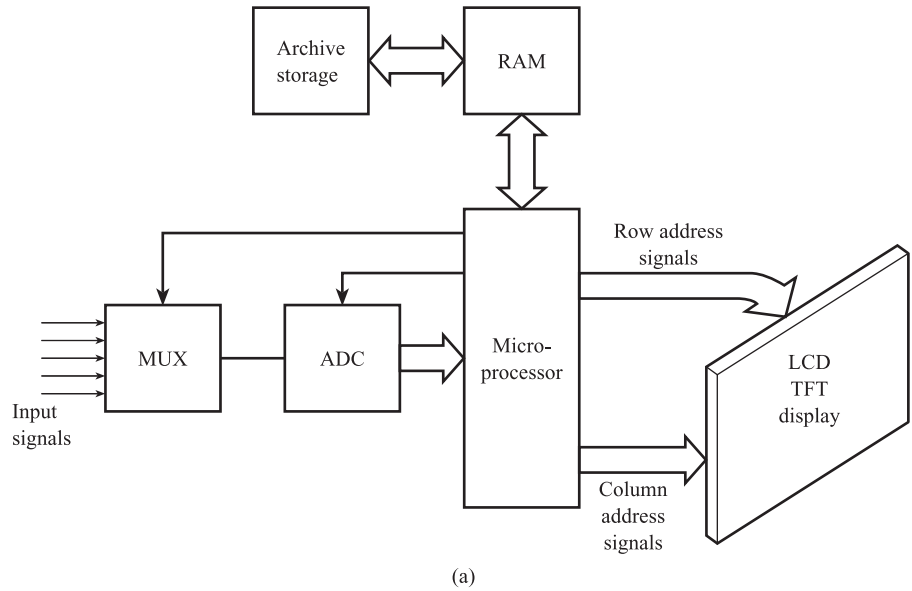 Archive
storage
RAM
Row address
signals
MUX
ADC
Micro-
processor
LCD
TFT
display
Input
signals
Column
address
signals
(a)